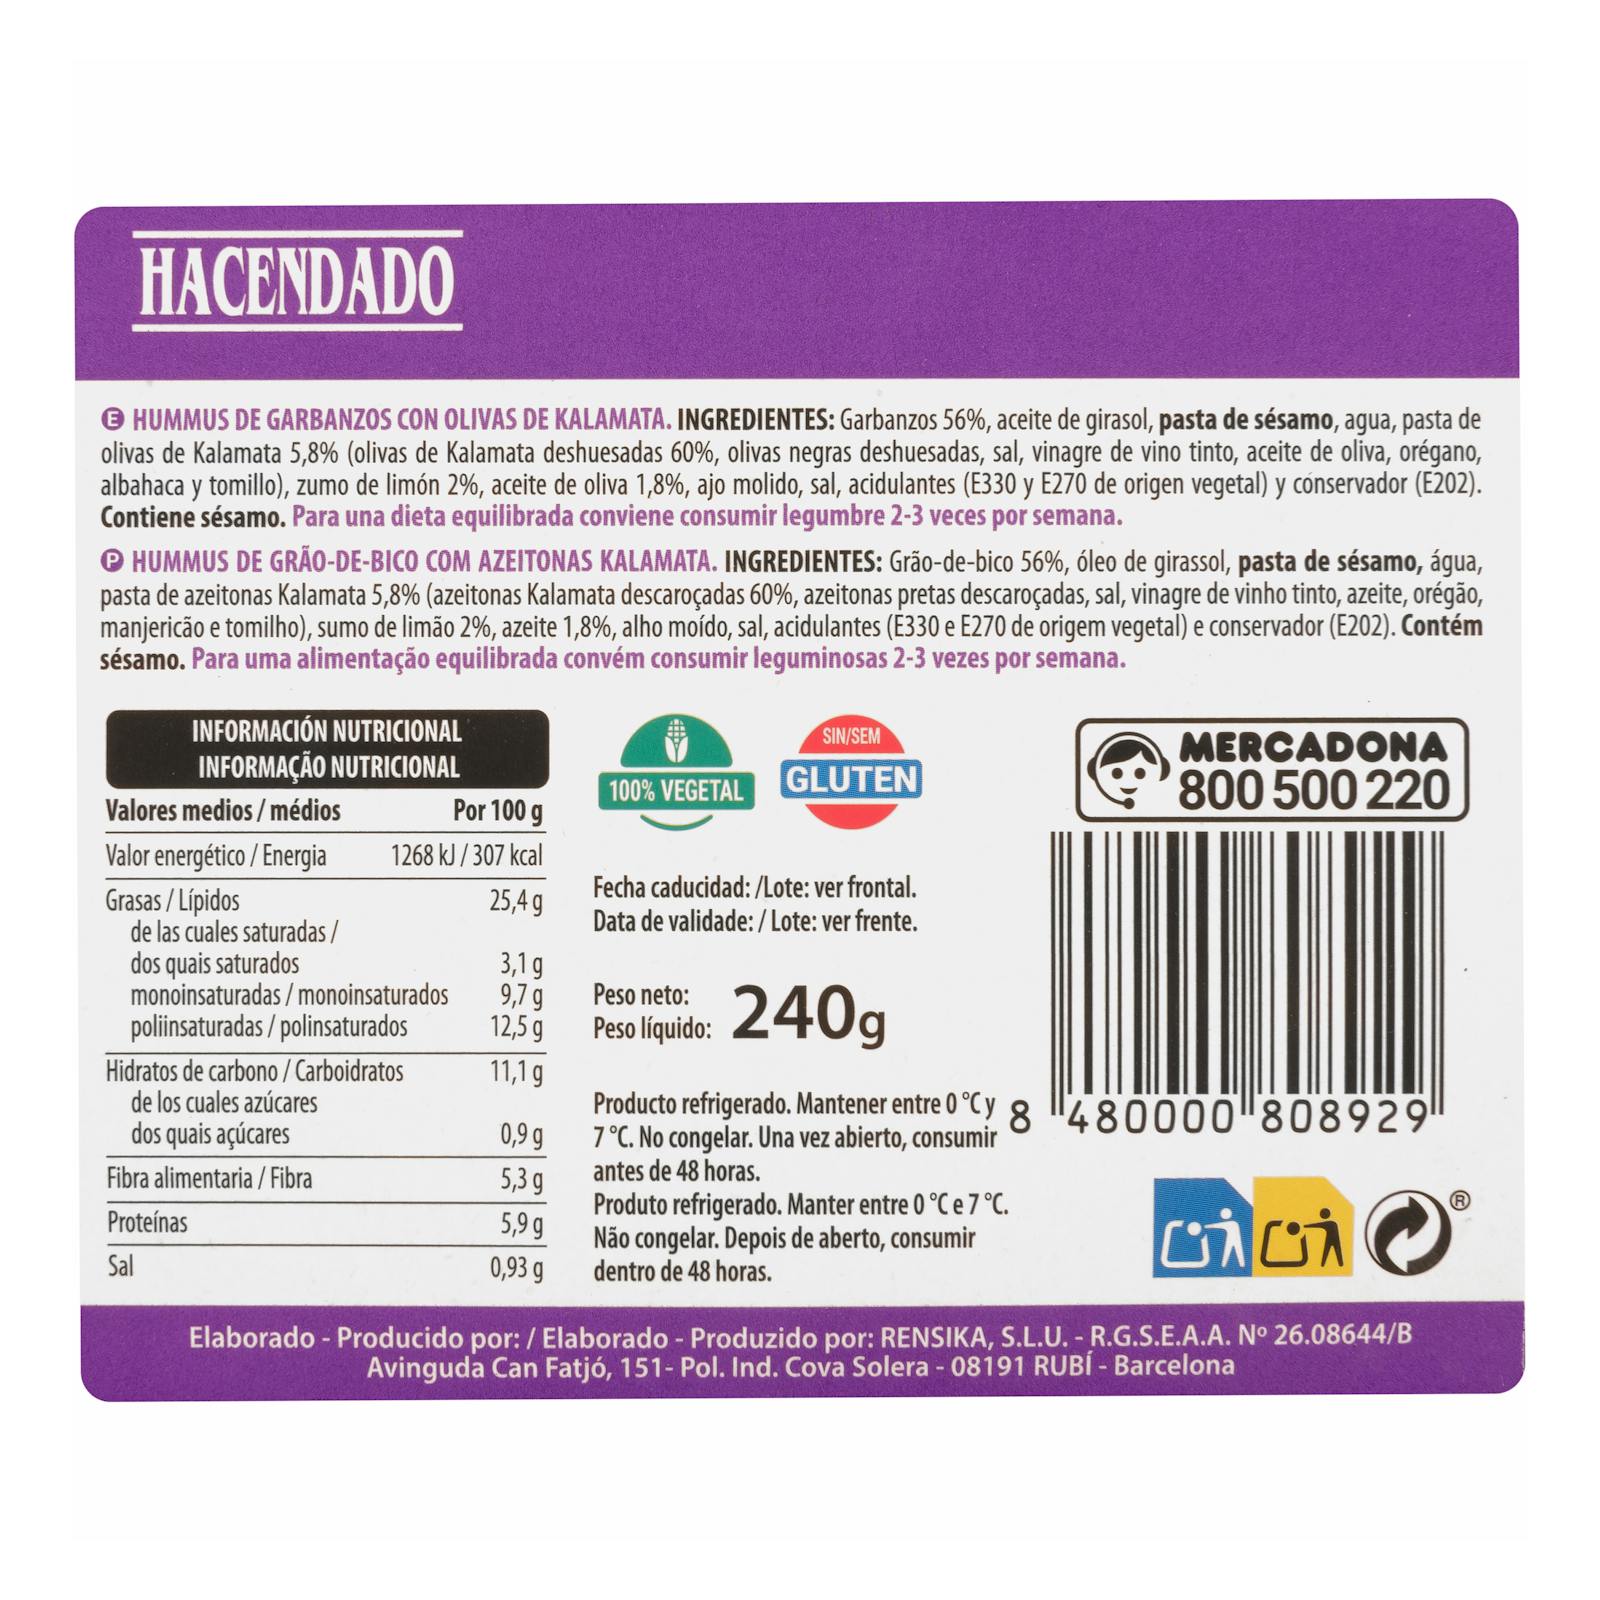 HACENDADO
E HUMMUS DE GARBANZOS CON OLIVAS DE KALAMATA. INGREDIENTES: Garbanzos 56%, aceite de girasol, pasta de sésamo, agua, pasta de
olivas de Kalamata 5,8% (olivas de Kalamata deshuesadas 60%, olivas negras deshuesadas, sal, vinagre de vino tinto, aceite de oliva, orégano,
albahaca y tomillo), zumo de limón 2%, aceite de oliva 1,8%, ajo molido, sal, acidulantes (E330 y E270 de origen vegetal) y conservador (E202).
Contiene sésamo. Para una dieta equilibrada conviene consumir legumbre 2-3 veces por semana.
P HUMMUS DE GRÃO-DE-BICO COM AZEITONAS KALAMATA. INGREDIENTES: Grão-de-bico 56%, óleo de girassol, pasta de sésamo, água,
pasta de azeitonas Kalamata 5,8% (azeitonas Kalamata descaroçadas 60%, azeitonas pretas descaroçadas, sal, vinagre de vinho tinto, azeite, orégão,
manjericão e tomilho), sumo de limão 2%, azeite 1,8%, alho moído, sal, acidulantes (E330 e E270 de origem vegetal) e conservador (E202). Contém
sésamo. Para uma alimentação equilibrada convém consumir leguminosas 2-3 vezes por semana.
INFORMACIÓN NUTRICIONAL
INFORMAÇÃO NUTRICIONAL
Valores medios / médios Por 100 g
Valor energético / Energia 1268 kJ / 307 kcal
Grasas / Lípidos 25,4 g
de las cuales saturadas /
dos quais saturados 3,1 g
monoinsaturadas / monoinsaturados 9,7 g
poliinsaturadas / polinsaturados 12,5 g
Hidratos de carbono / Carboidratos 11,1 g
de los cuales azúcares
dos quais açúcares 0,9 g
Fibra alimentaria / Fibra 5,3 g
Proteínas 5,9 g
Sal 0,93 g
100% VEGETAL
SIN/SEM
GLUTEN
Fecha caducidad: /Lote: ver frontal.
Data de validade: / Lote: ver frente.
Peso neto:
Peso líquido: 240g
Producto refrigerado. Mantener entre 0 °C y
7 °C. No congelar. Una vez abierto, consumir
antes de 48 horas.
Produto refrigerado. Manter entre 0 °C e 7 °C.
Não congelar. Depois de aberto, consumir
dentro de 48 horas.
MERCADONA
800 500 220
8 480000 808929
®
Elaborado - Producido por: / Elaborado - Produzido por: RENSIKA, S.L.U. - R.G.S.E.A.A. Nº 26.08644/B
Avinguda Can Fatjó, 151- Pol. Ind. Cova Solera - 08191 RUBÍ - Barcelona